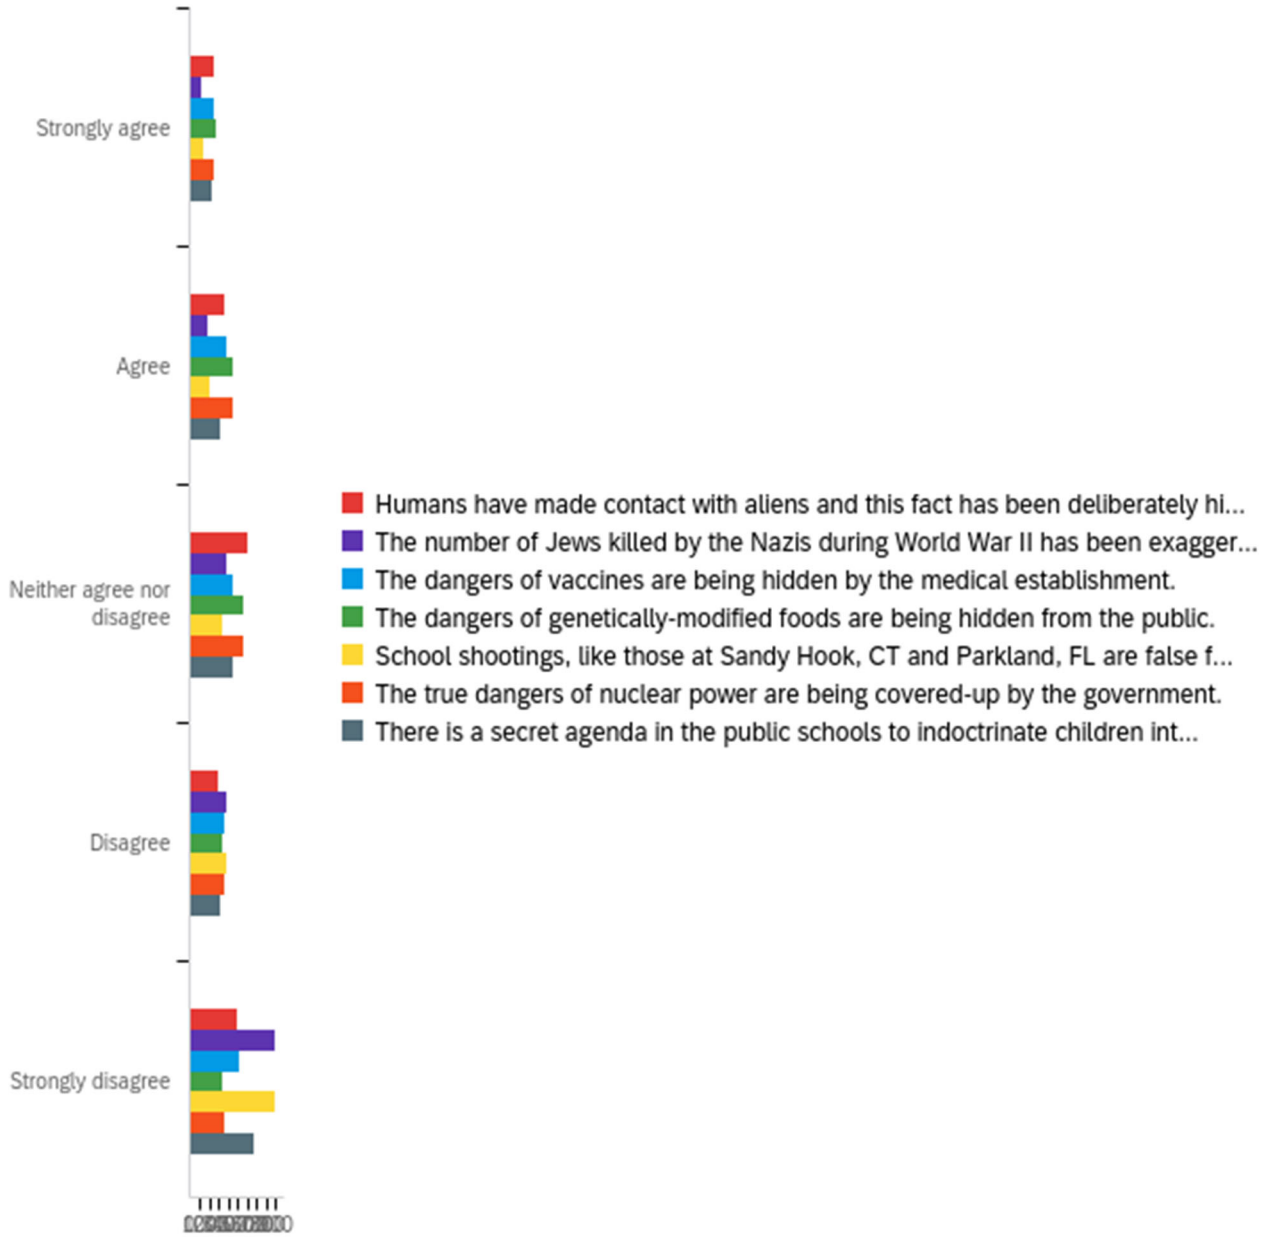 Strongly agree
Agree
Neither agree nor
disagree
Disagree
Strongly disagree
Humans have made contact with aliens and this fact has been deliberately hi...
The number of Jews killed by the Nazis during World War II has been exagger...
The dangers of vaccines are being hidden by the medical establishment.
The dangers of genetically-modified foods are being hidden from the public.
School shootings, like those at Sandy Hook, CT and Parkland, FL are false f...
The true dangers of nuclear power are being covered-up by the government.
There is a secret agenda in the public schools to indoctrinate children int...